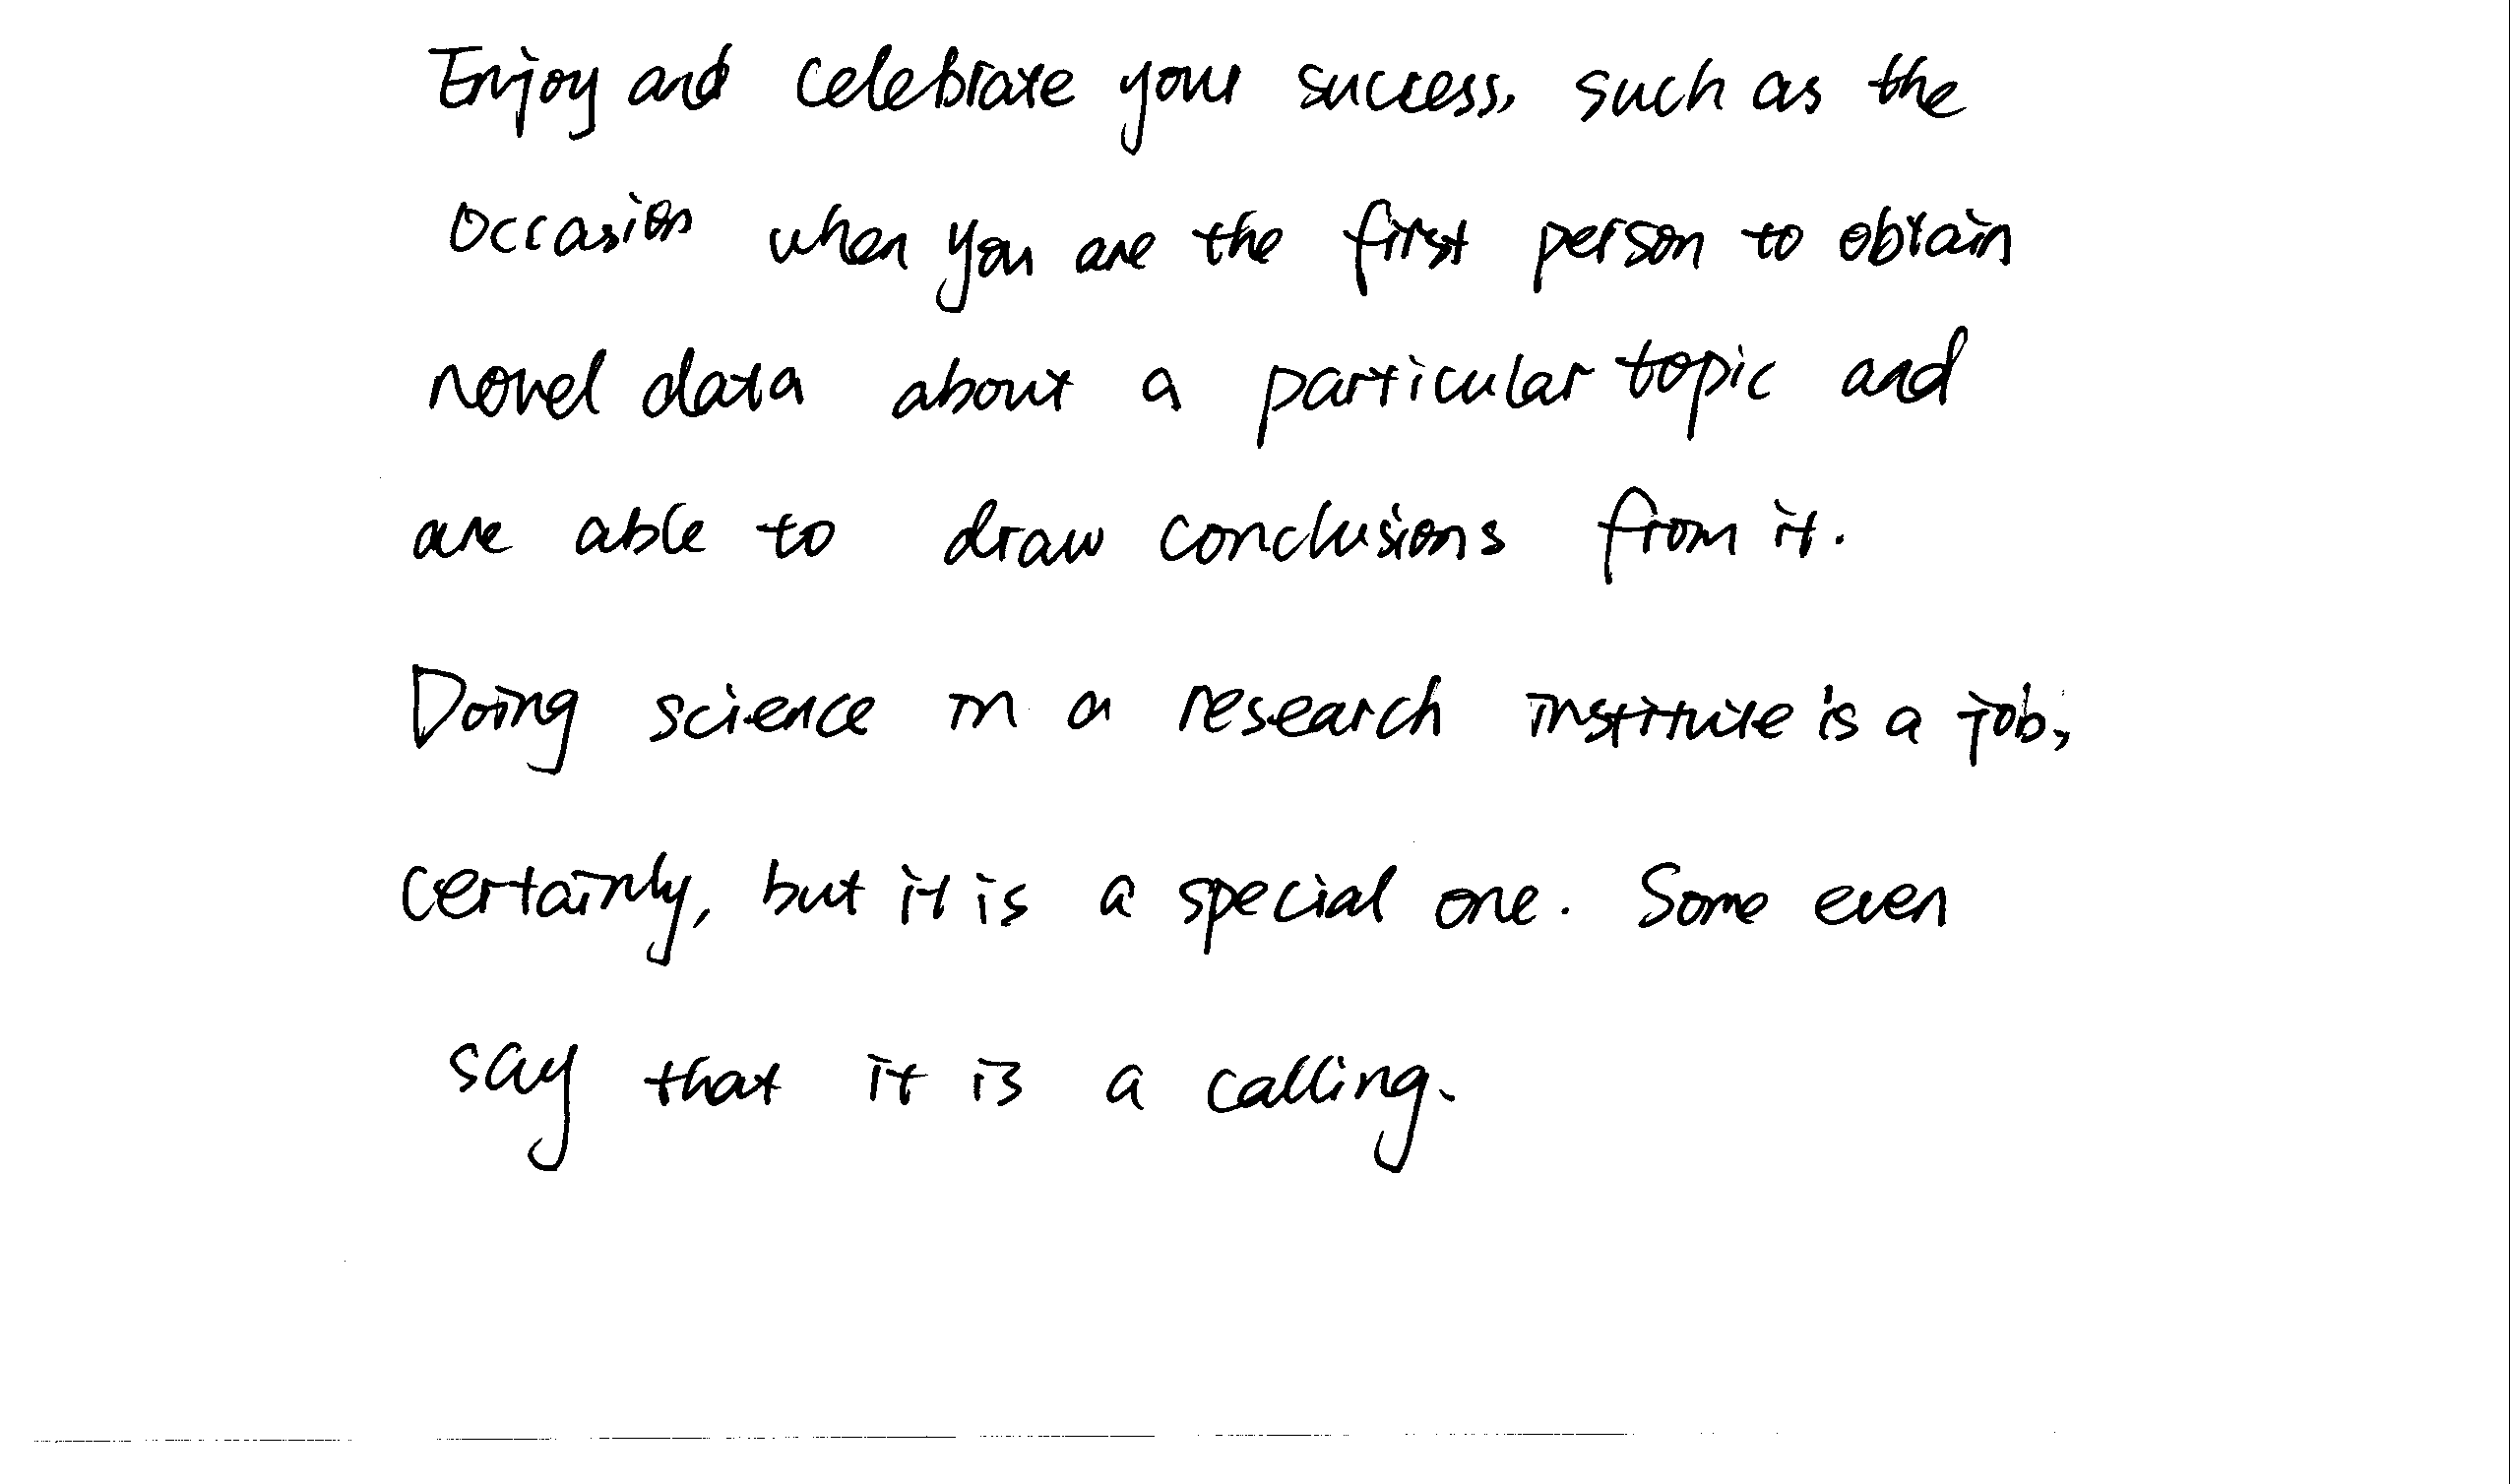 Enjoy and celebrate your success, such as the
occasion when you are the first person to obtain
novel data about a particular topic and
are able to draw conclusions from it.
Doing science in a research institute is a job,
certainly, but it is a special one. Some even
say that it is a calling.